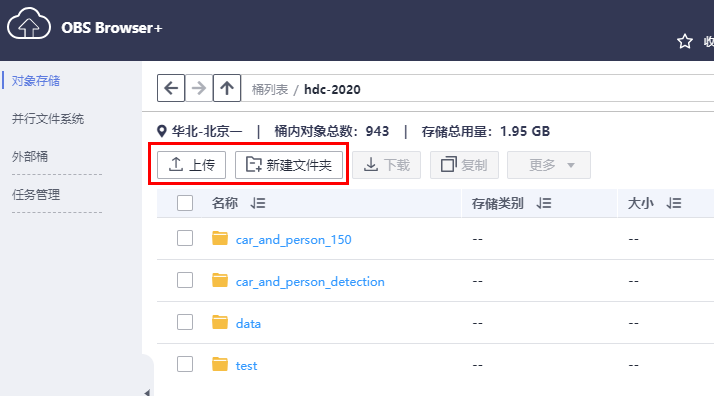 OBS Browser+
收
对象存储
并行文件系统
外部桶
任务管理
桶列表 / hdc-2020
华北-北京一 | 桶内对象总数：943 | 存储总用量：1.95 GB
上传 新建文件夹 下载 复制 更多
名称 存储类别 大小
car_and_person_150 -- --
car_and_person_detection -- --
data -- --
test -- --